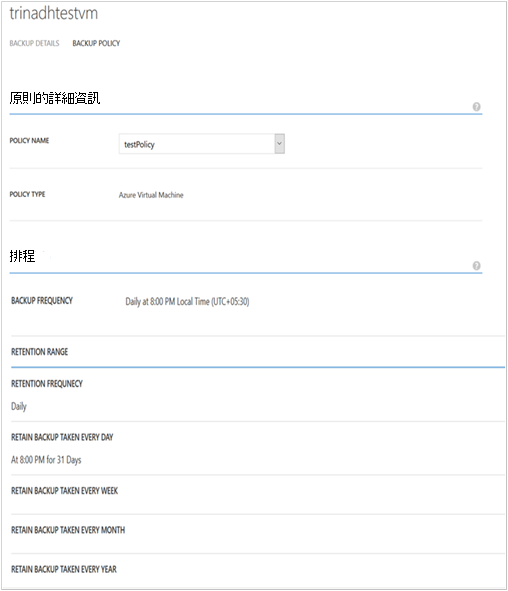 trinadhtestvm
BACKUP DETAILS BACKUP POLICY
原則的詳細資訊
?
POLICY NAME testPolicy
POLICY TYPE Azure Virtual Machine
排程
?
BACKUP FREQUENCY Daily at 8:00 PM Local Time (UTC+05:30)
RETENTION RANGE
RETENTION FREQUNECY
Daily
RETAIN BACKUP TAKEN EVERY DAY
At 8:00 PM for 31 Days
RETAIN BACKUP TAKEN EVERY WEEK
RETAIN BACKUP TAKEN EVERY MONTH
RETAIN BACKUP TAKEN EVERY YEAR